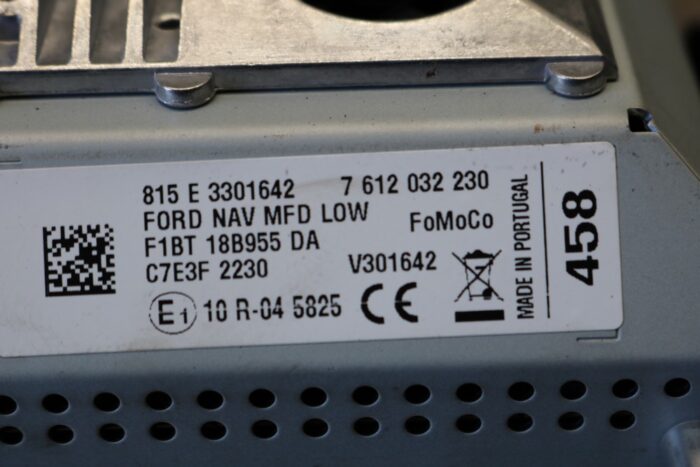 815 E 3301642 7 612 032 230
FORD NAV MFD LOW
FoMoCo
F1BT 18B955 DA
C7E3F 2230
V301642
E1 10 R-04 5825 CE
MADE IN PORTUGAL
458